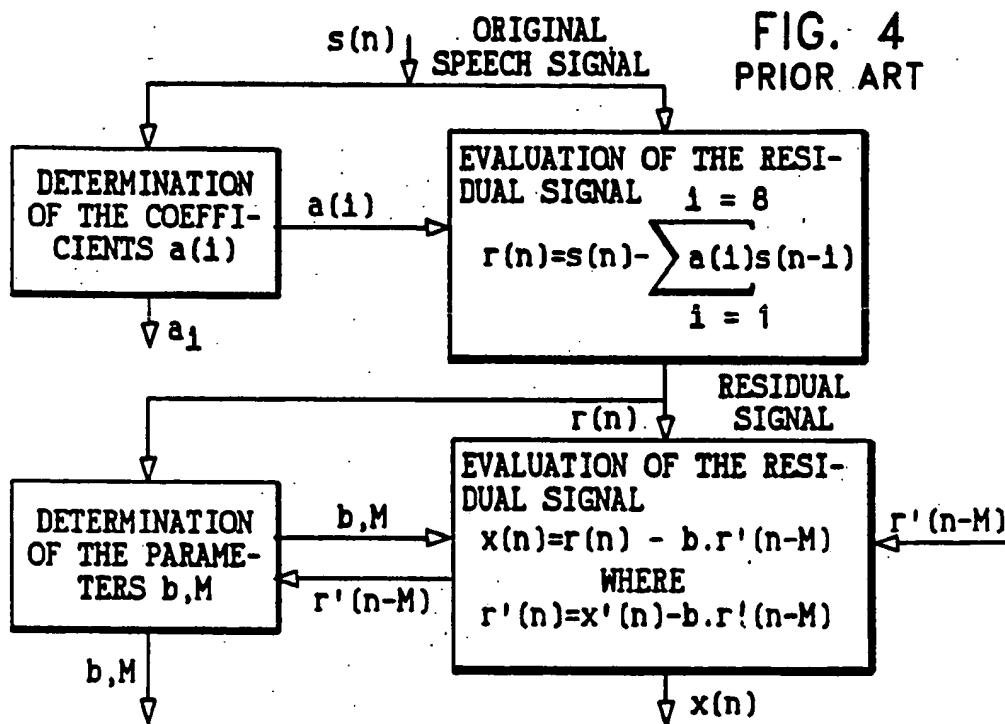 FIG. 4
PRIOR ART
s(n)
ORIGINAL
SPEECH SIGNAL
DETERMINATION
OF THE COEFFI-
CIENTS a(i)
a(i)
EVALUATION OF THE RESI-
DUAL SIGNAL
i = 8
r(n)=s(n)-∑ a(i)s(n-i)
i = 1
ai
RESIDUAL
SIGNAL
r(n)
DETERMINATION
OF THE PARAME-
TERS b,M
b,M
r'(n-M)
EVALUATION OF THE RESI-
DUAL SIGNAL
x(n)=r(n) - b.r'(n-M)
WHERE
r'(n)=x'(n)-b.r'(n-M)
r'(n-M)
b,M
x(n)